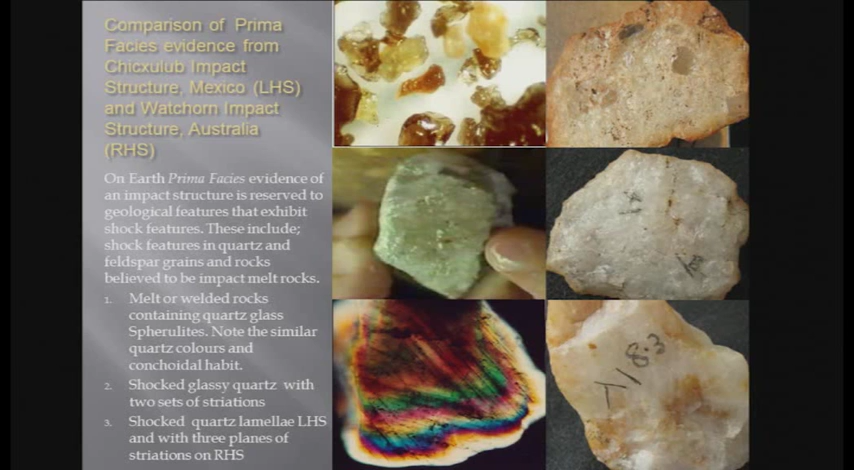 Comparison of Prima
Facies evidence from
Chicxulub Impact
Structure, Mexico (LHS)
and Watchorn Impact
Structure, Australia
(RHS)
On Earth Prima Facies evidence of
an impact structure is reserved to
geological features that exhibit
shock features. These include;
shock features in quartz and
feldspar grains and rocks
believed to be impact melt rocks.
1. Melt or welded rocks
containing quartz glass
Spherulites. Note the similar
quartz colours and
conchoidal habit.
2. Shocked glassy quartz with
two sets of striations
3. Shocked quartz lamellae LHS
and with three planes of
striations on RHS